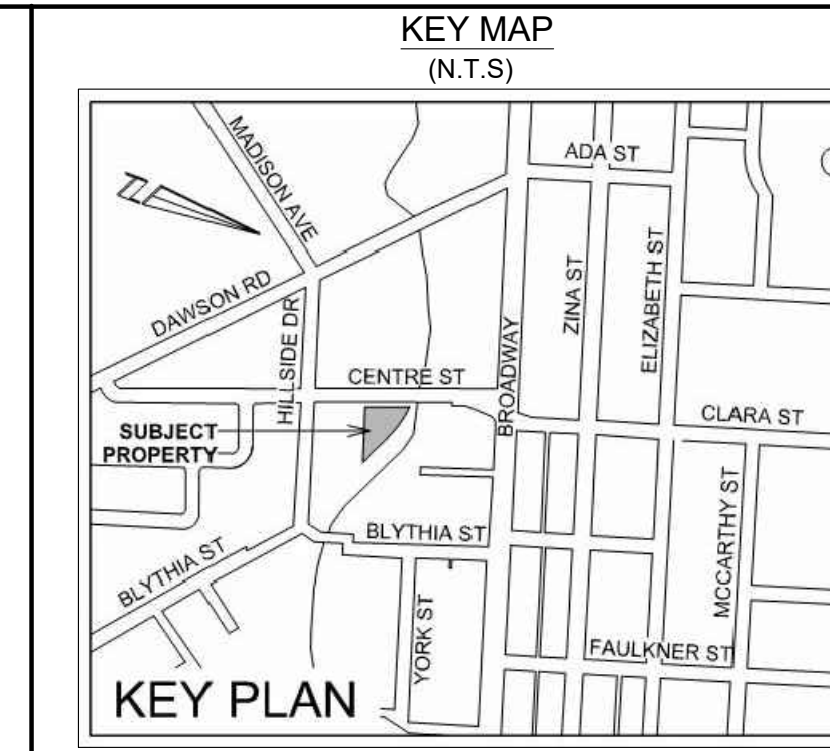 KEY MAP
(N.T.S)
MADISON AVE
ADA ST
DAWSON RD
HILLSIDE DR
ZINA ST
ELIZABETH ST
CENTRE ST
BROADWAY
CLARA ST
SUBJECT
PROPERTY
BLYTHIA ST
BLYTHIA ST
MCCARTHY ST
YORK ST
FAULKNER ST
KEY PLAN